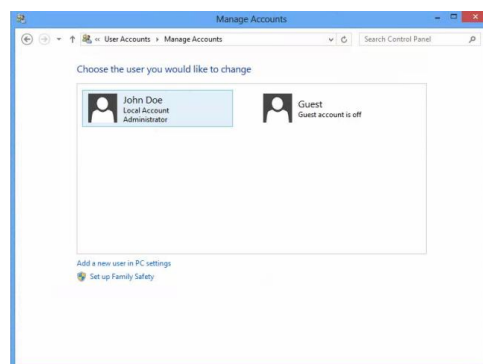 Manage Accounts
« User Accounts ▸ Manage Accounts
Search Control Panel
Choose the user you would like to change
John Doe
Local Account
Administrator
Guest
Guest account is off
Add a new user in PC settings
Set up Family Safety